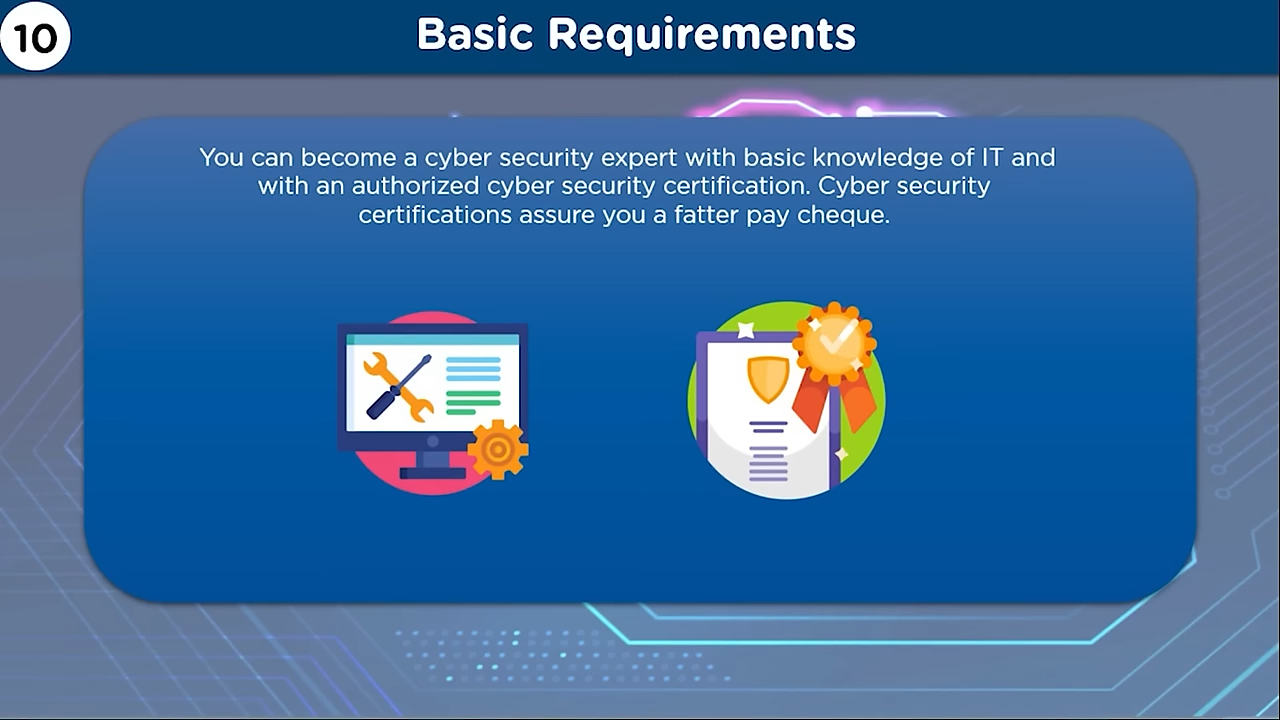 10
Basic Requirements
You can become a cyber security expert with basic knowledge of IT and
with an authorized cyber security certification. Cyber security
certifications assure you a fatter pay cheque.